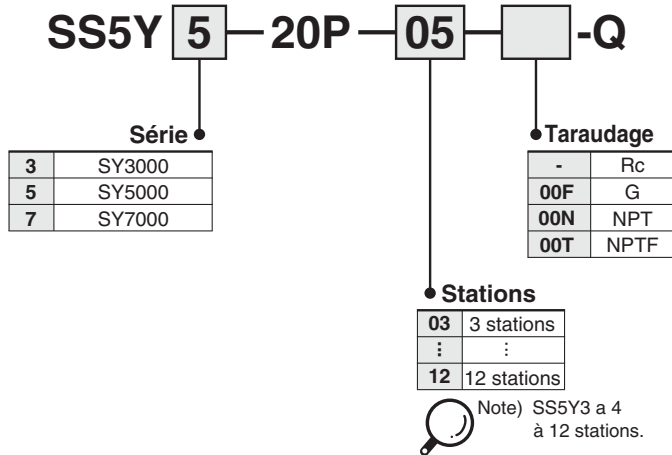 SS5Y 5 — 20P — 05 — -Q
Série
3 SY3000
5 SY5000
7 SY7000
Taraudage
- Rc
00F G
00N NPT
00T NPTF
Stations
03 3 stations
⋮ ⋮
12 12 stations
Note) SS5Y3 a 4
à 12 stations.